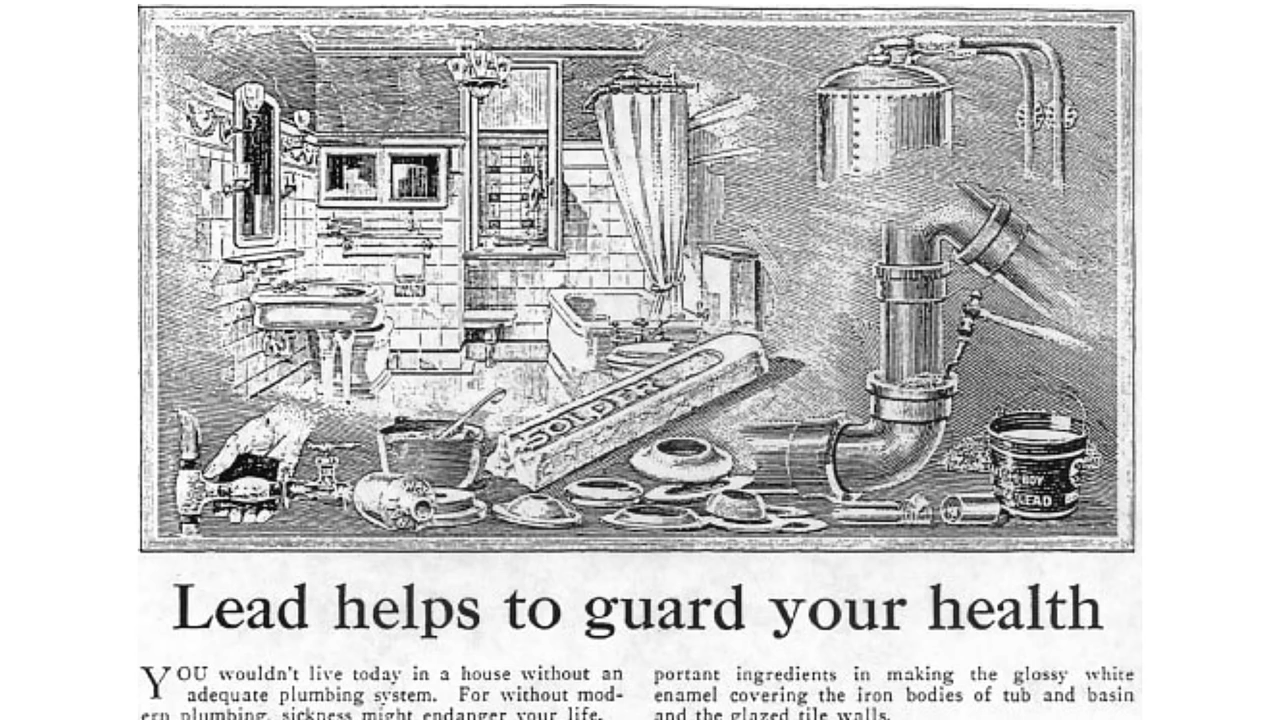 SOLDER
BOY
LEAD
Lead helps to guard your health
YOU wouldn't live today in a house without an
adequate plumbing system. For without mod-
ern plumbing, sickness might endanger your life.
portant ingredients in making the glossy white
enamel covering the iron bodies of tub and basin
and the glazed tile walls.